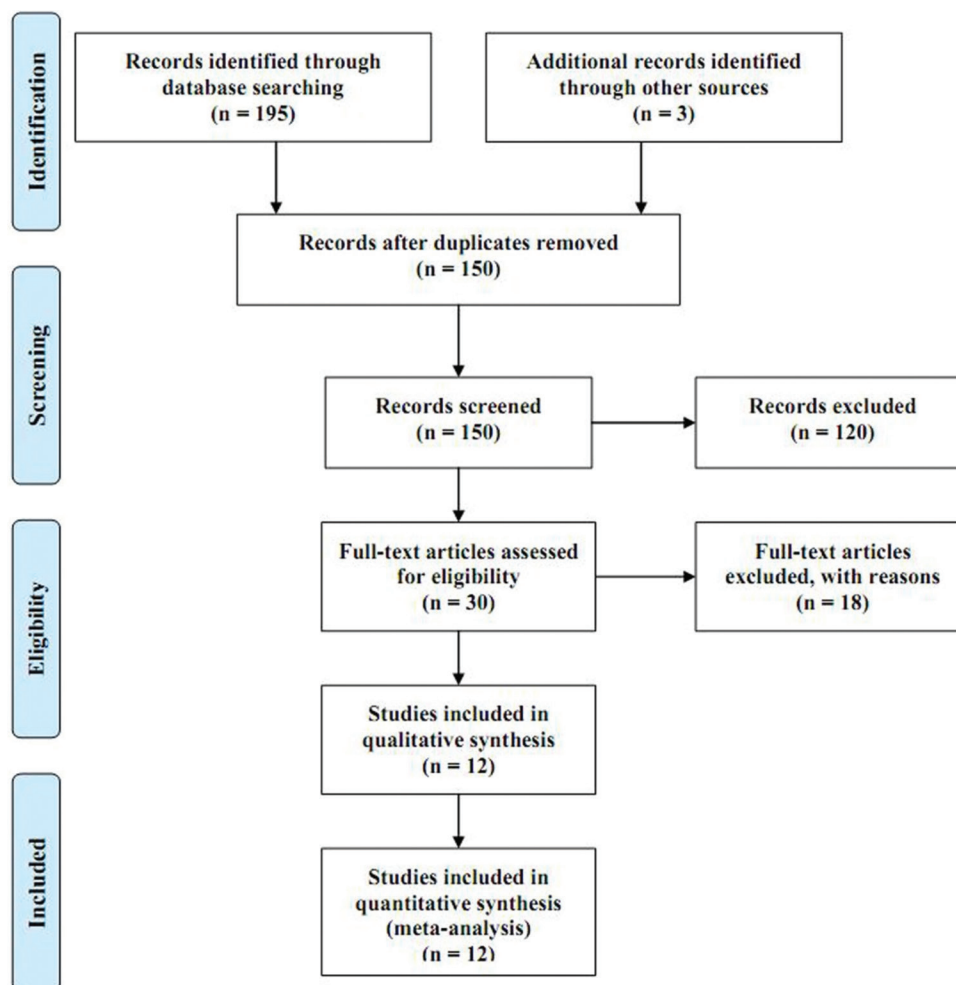 Identification
Records identified through
database searching
(n = 195)
Additional records identified
through other sources
(n = 3)
Records after duplicates removed
(n = 150)
Screening
Records screened
(n = 150)
Records excluded
(n = 120)
Eligibility
Full-text articles assessed
for eligibility
(n = 30)
Full-text articles
excluded, with reasons
(n = 18)
Studies included in
qualitative synthesis
(n = 12)
Included
Studies included in
quantitative synthesis
(meta-analysis)
(n = 12)